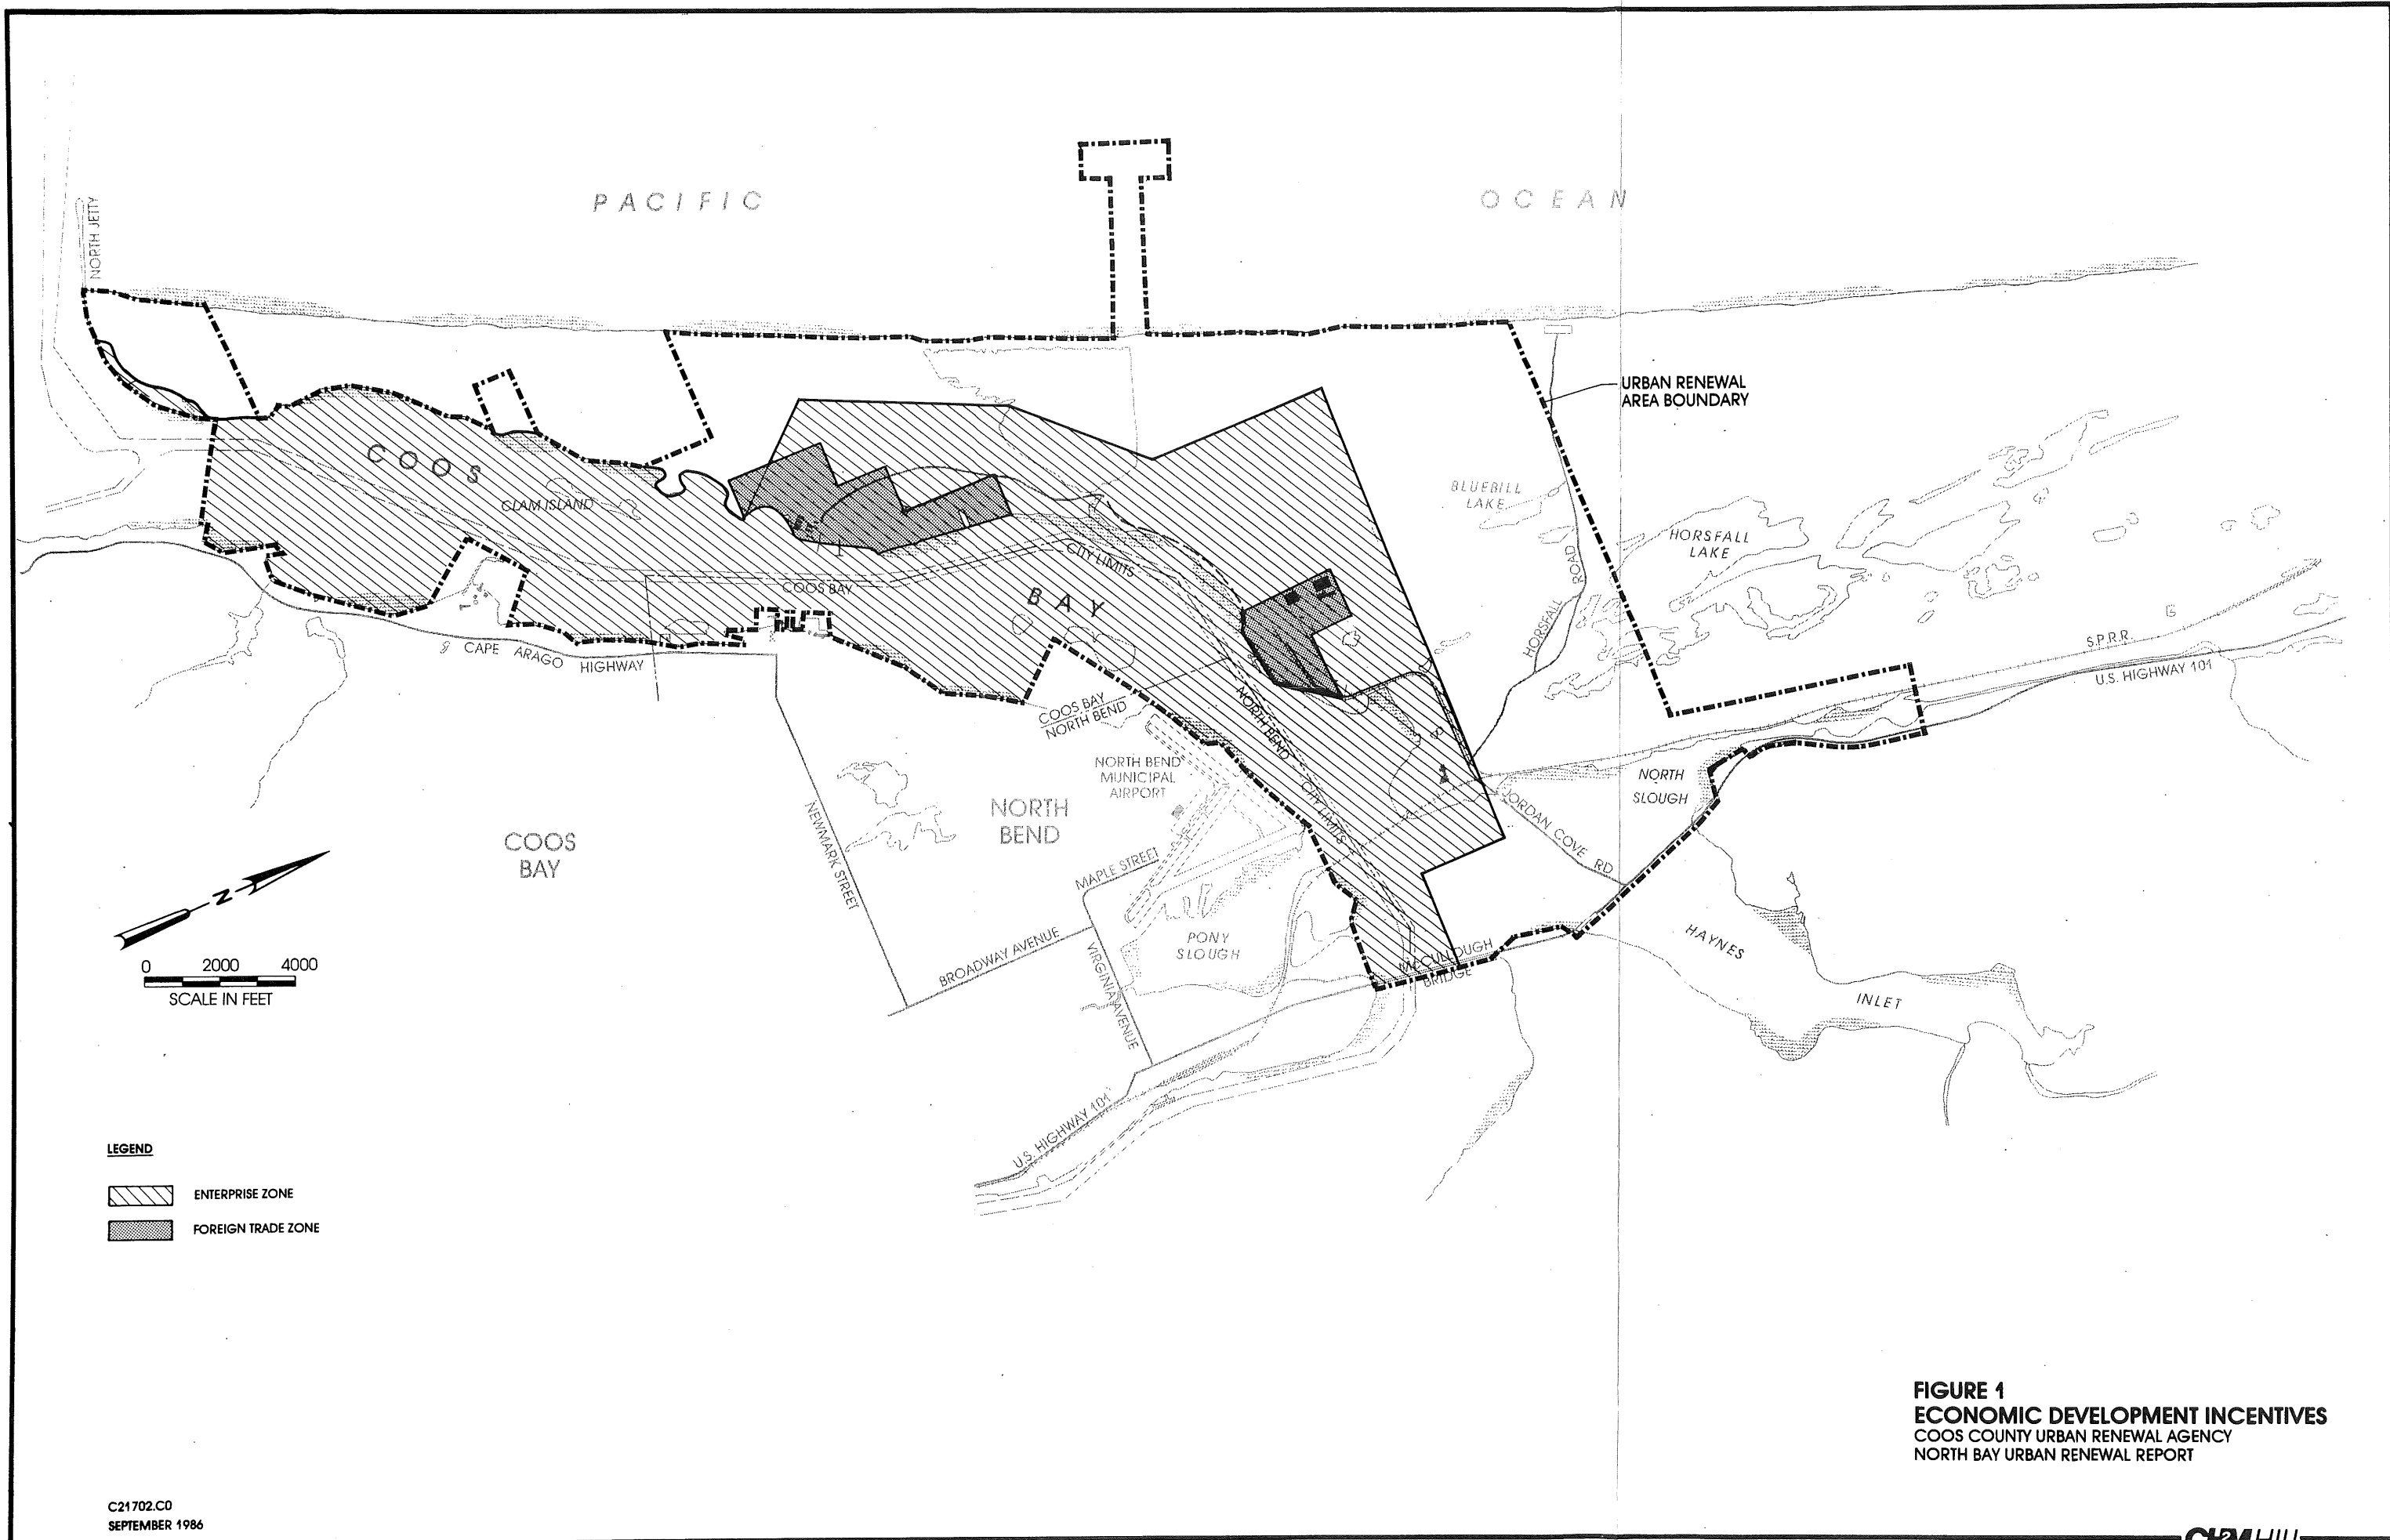 PACIFIC
OCEAN
NORTH JETTY
URBAN RENEWAL
AREA BOUNDARY
COOS
CLAM ISLAND
BLUEBILL
LAKE
HORSFALL
LAKE
HORSFALL ROAD
CITY LIMITS
COOS BAY
BAY
CAPE ARAGO HIGHWAY
S.P.R.R.
U.S. HIGHWAY 101
COOS BAY
NORTH BEND
NORTH BEND
CITY LIMITS
NORTH BEND
MUNICIPAL
AIRPORT
NORTH
SLOUGH
JORDAN COVE RD
COOS
BAY
NORTH
BEND
NEWMARK STREET
MAPLE STREET
BROADWAY AVENUE
VIRGINIA AVENUE
PONY
SLOUGH
MCCULLOUGH
BRIDGE
HAYNES
INLET
U.S. HIGHWAY 101
N
0 2000 4000
SCALE IN FEET
LEGEND
ENTERPRISE ZONE
FOREIGN TRADE ZONE
FIGURE 1
ECONOMIC DEVELOPMENT INCENTIVES
COOS COUNTY URBAN RENEWAL AGENCY
NORTH BAY URBAN RENEWAL REPORT
C21702.C0
SEPTEMBER 1986
CH2M HILL